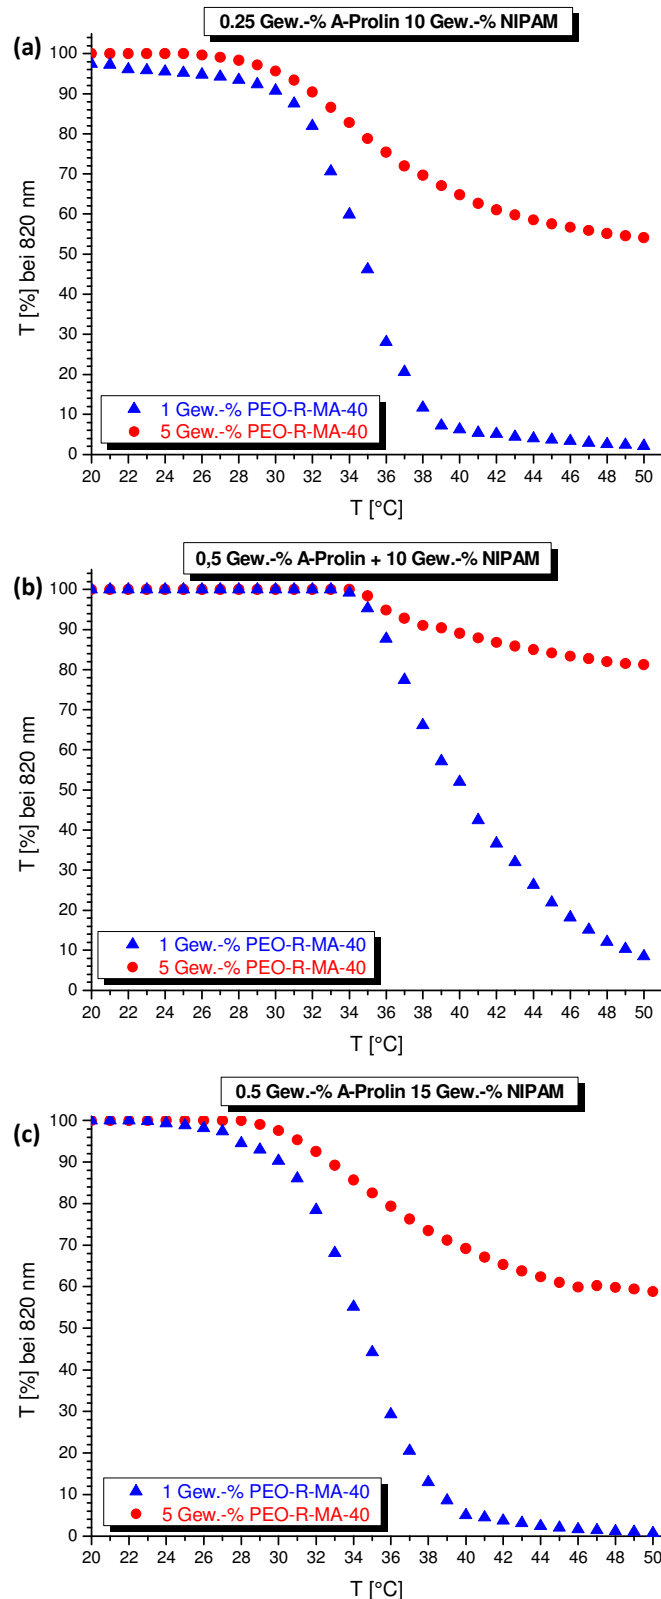 0.25 Gew.-% A-Prolin 10 Gew.-% NIPAM
(a)
100
90
80
70
60
50
40
30
20
10
0
T [%] bei 820 nm
1 Gew.-% PEO-R-MA-40
5 Gew.-% PEO-R-MA-40
20 22 24 26 28 30 32 34 36 38 40 42 44 46 48 50
T [°C]
0,5 Gew.-% A-Prolin + 10 Gew.-% NIPAM
(b)
100
90
80
70
60
50
40
30
20
10
0
T [%] bei 820 nm
1 Gew.-% PEO-R-MA-40
5 Gew.-% PEO-R-MA-40
20 22 24 26 28 30 32 34 36 38 40 42 44 46 48 50
T [°C]
0.5 Gew.-% A-Prolin 15 Gew.-% NIPAM
(c)
100
90
80
70
60
50
40
30
20
10
0
T [%] bei 820 nm
1 Gew.-% PEO-R-MA-40
5 Gew.-% PEO-R-MA-40
20 22 24 26 28 30 32 34 36 38 40 42 44 46 48 50
T [°C]